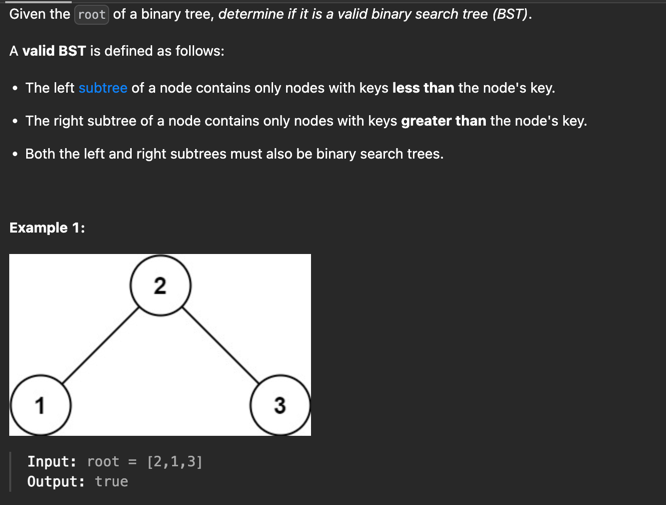 Given the root of a binary tree, determine if it is a valid binary search tree (BST).
A valid BST is defined as follows:
• The left subtree of a node contains only nodes with keys less than the node's key.
• The right subtree of a node contains only nodes with keys greater than the node's key.
• Both the left and right subtrees must also be binary search trees.
Example 1:
2
1 3
Input: root = [2,1,3]
Output: true